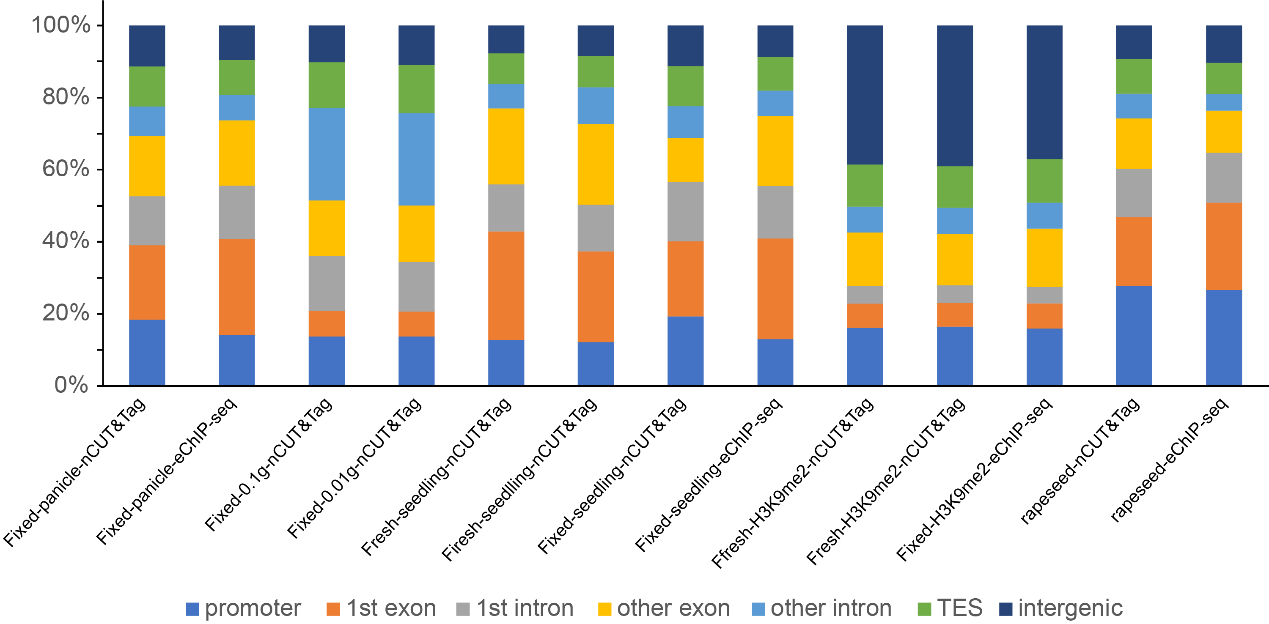 100%
80%
60%
40%
20%
0%
Fixed-panicle-nCUT&Tag
Fixed-panicle-eChIP-seq
Fixed-0.1g-nCUT&Tag
Fixed-0.01g-nCUT&Tag
Fresh-seedling-nCUT&Tag
Firesh-seedlling-nCUT&Tag
Fixed-seedling-nCUT&Tag
Fixed-seedling-eChIP-seq
Ffresh-H3K9me2-nCUT&Tag
Fresh-H3K9me2-nCUT&Tag
Fixed-H3K9me2-eChIP-seq
rapeseed-nCUT&Tag
rapeseed-eChIP-seq
promoter 1st exon 1st intron other exon other intron TES intergenic